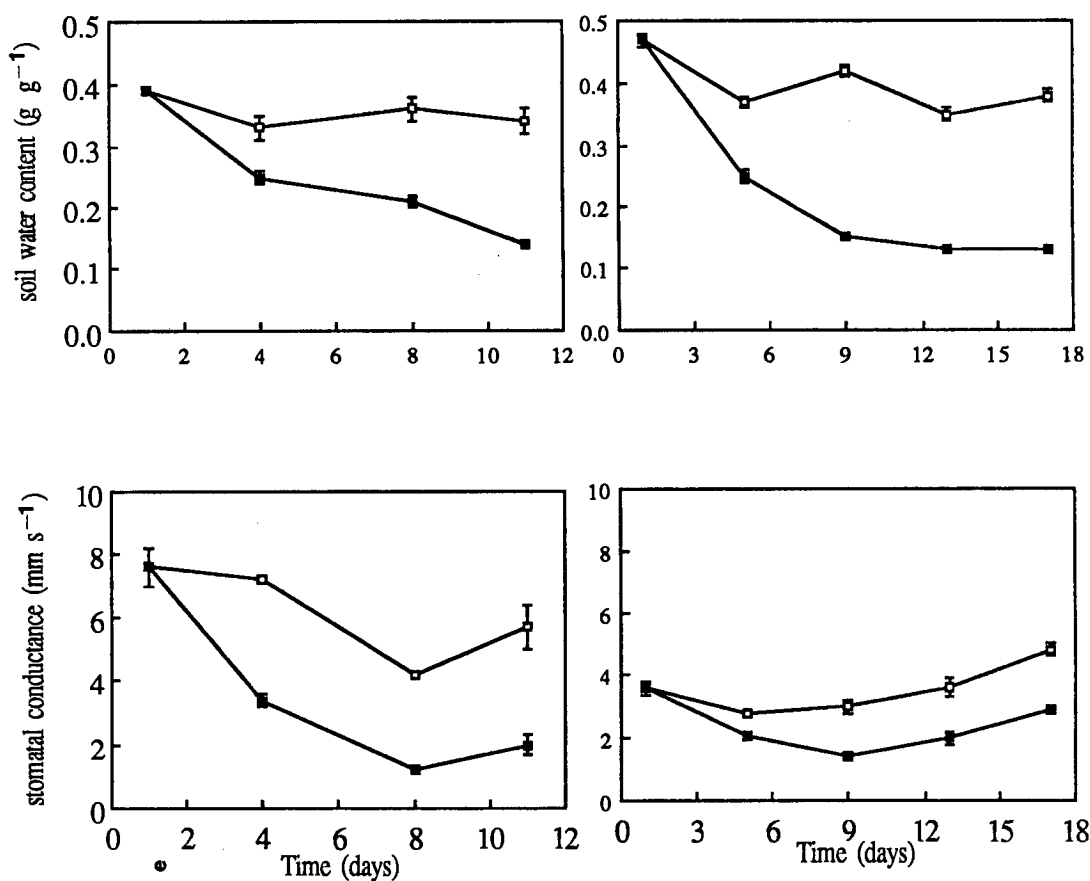 soil water content (g g⁻¹)
0.5
0.4
0.3
0.2
0.1
0.0
0 2 4 6 8 10 12
0.5
0.4
0.3
0.2
0.1
0.0
0 3 6 9 12 15 18
stomatal conductance (mm s⁻¹)
10
8
6
4
2
0
0 2 4 6 8 10 12
e
Time (days)
10
8
6
4
2
0
0 3 6 9 12 15 18
Time (days)